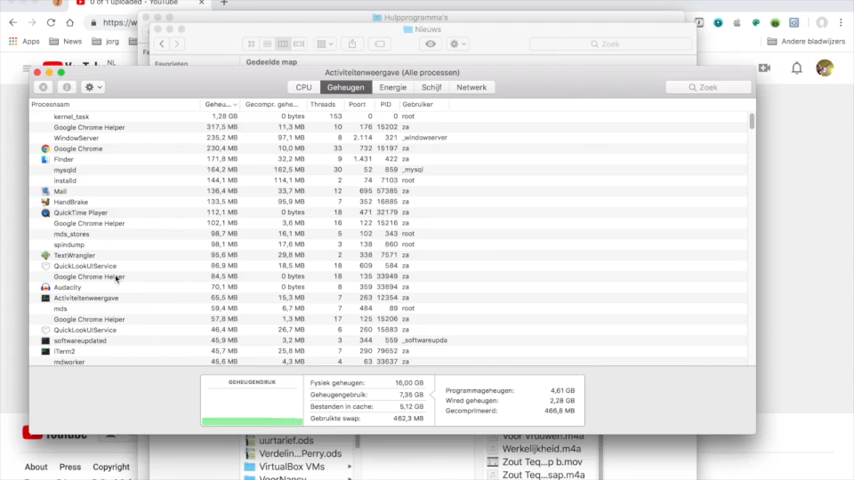 0 of 1 uploaded - YouTube
Hulpprogramma's
https://w
Nieuws
Apps News jorg
Zoek
Andere bladwijzers
Favorieten
Gedeelde map
NL
Activiteitenweergave (Alle processen)
CPU Geheugen Energie Schijf Netwerk
Zoek
Procesnaam Geheu... Gecompr. gehe... Threads Poort PID Gebruiker
kernel_task 1,28 GB 0 bytes 153 0 root
Google Chrome Helper 317,5 MB 11,3 MB 10 176 15202 za
WindowServer 235,2 MB 97,1 MB 8 2.114 321 _windowserver
Google Chrome 230,4 MB 10,0 MB 33 732 15197 za
Finder 171,8 MB 32,2 MB 9 1.431 422 za
mysqld 164,2 MB 162,5 MB 30 52 859 _mysql
installd 144,1 MB 114,1 MB 2 74 7103 root
Mail 136,4 MB 33,7 MB 12 695 57385 za
HandBrake 133,5 MB 95,9 MB 7 352 16885 za
QuickTime Player 112,1 MB 0 bytes 18 471 32179 za
Google Chrome Helper 102,1 MB 3,6 MB 16 122 15216 za
mds_stores 98,7 MB 16,7 MB 5 102 343 root
spindump 98,1 MB 17,6 MB 3 138 860 root
TextWrangler 95,6 MB 29,8 MB 2 338 7571 za
QuickLookUIService 86,9 MB 18,5 MB 18 609 584 za
Google Chrome Helper 84,5 MB 0 bytes 18 135 33949 za
Audacity 70,1 MB 0 bytes 8 359 33894 za
Activiteitenweergave 65,5 MB 15,3 MB 7 263 12354 za
mds 59,4 MB 6,7 MB 7 484 89 root
Google Chrome Helper 57,8 MB 1,3 MB 17 125 15206 za
QuickLookUIService 46,4 MB 26,7 MB 6 260 15883 za
softwareupdated 45,9 MB 3,2 MB 3 344 559 _softwareupda
iTerm2 45,7 MB 25,8 MB 7 290 79652 za
mdworker 45,6 MB 4 63 33637 za
GEHEUGENDRUK
Fysiek geheugen: 16,00 GB
Geheugengebruik: 7,35 GB
Bestanden in cache: 5,12 GB
Gebruikte swap: 462,3 MB
Programmageheugen: 4,61 GB
Wired geheugen: 2,28 GB
Gecomprimeerd: 466,8 MB
YouTube
uurtarief.ods
Verdelin...Perry.ods
VirtualBox VMs
VoorNancy
Voor Vrouwen.m4a
Werkelijkheid.m4a
Zout Teq...p b.mov
Zout Teq...sap.m4a
About Press Copyright
Contact